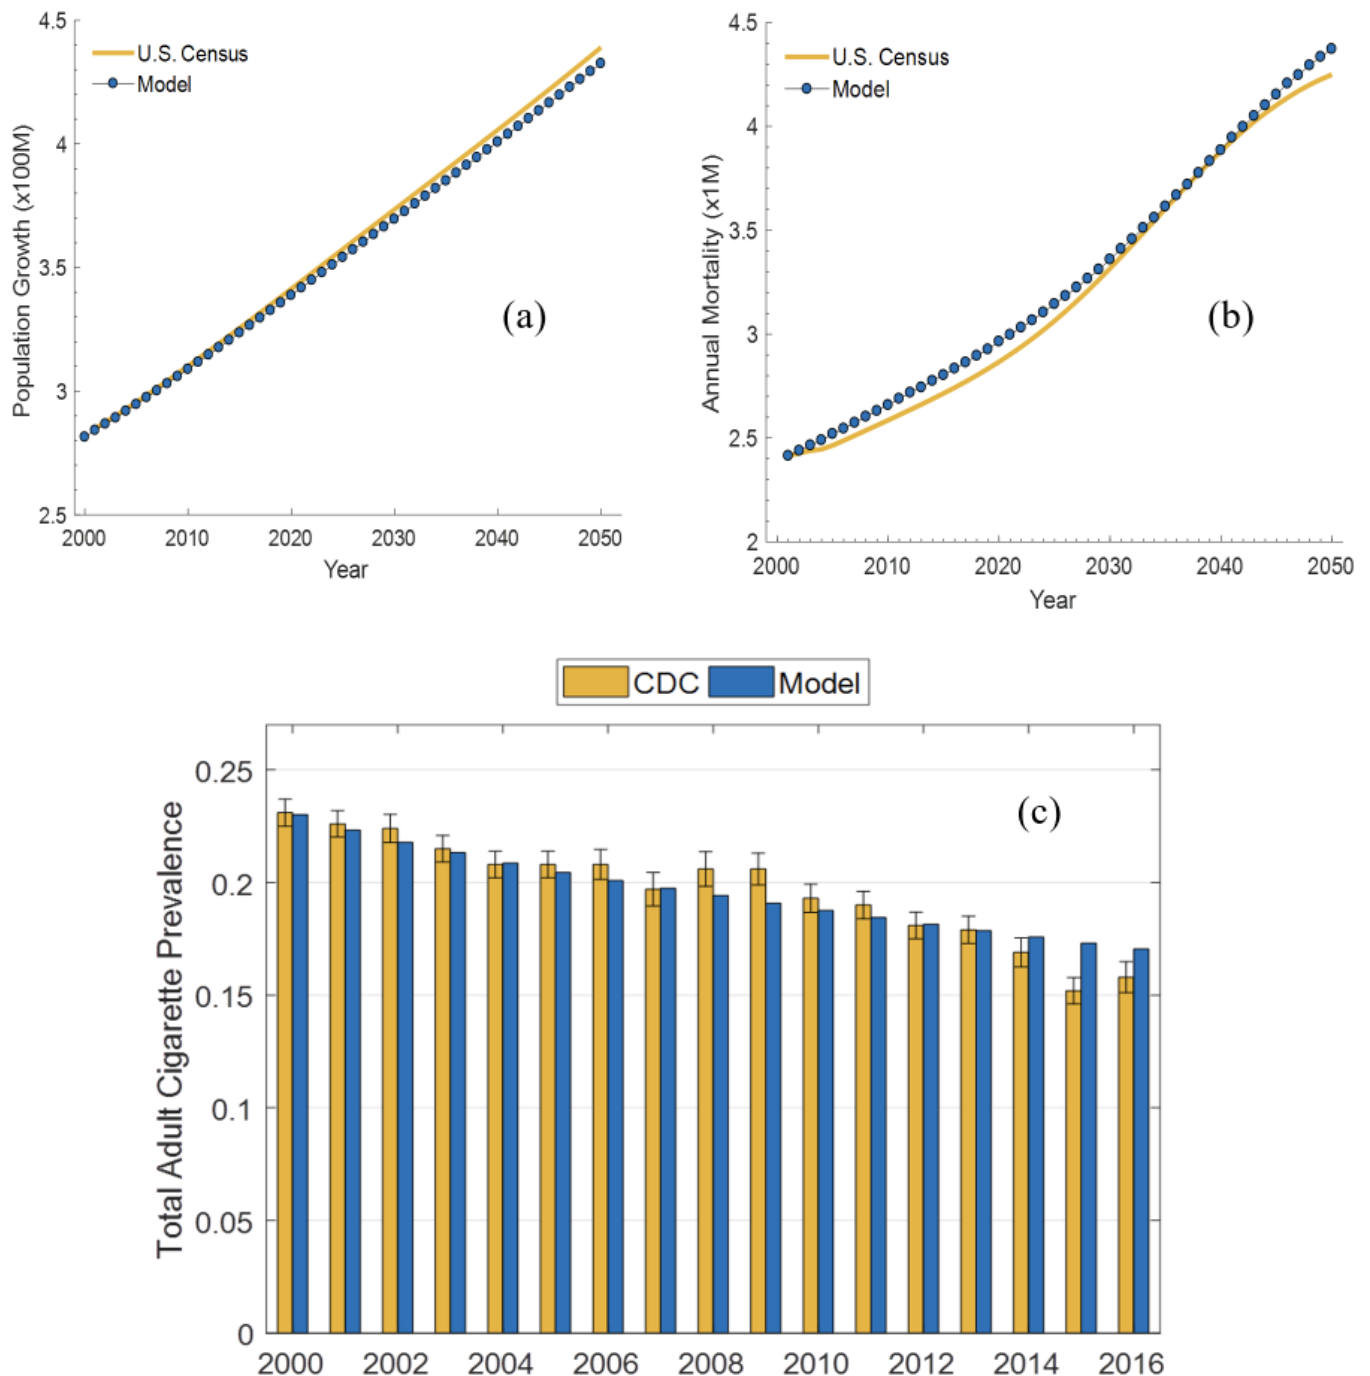 4.5
4
3.5
3
2.5
Population Growth (x100M)
U.S. Census
Model
(a)
2000 2010 2020 2030 2040 2050
Year
4.5
4
3.5
3
2.5
2
Annual Mortality (x1M)
U.S. Census
Model
(b)
2000 2010 2020 2030 2040 2050
Year
CDC Model
(c)
0.25
0.2
0.15
0.1
0.05
0
Total Adult Cigarette Prevalence
2000 2002 2004 2006 2008 2010 2012 2014 2016